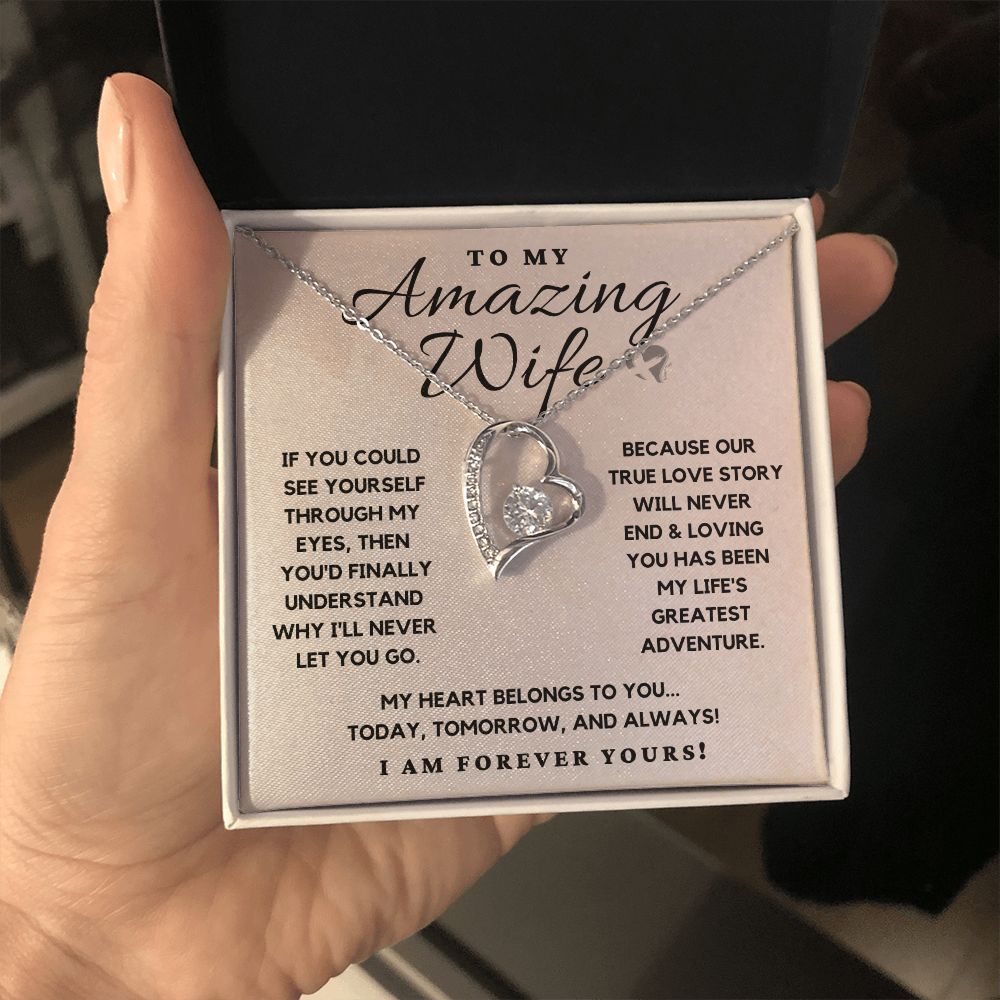 TO MY
Amazing
Wife
IF YOU COULD
SEE YOURSELF
THROUGH MY
EYES, THEN
YOU'D FINALLY
UNDERSTAND
WHY I'LL NEVER
LET YOU GO.
BECAUSE OUR
TRUE LOVE STORY
WILL NEVER
END & LOVING
YOU HAS BEEN
MY LIFE'S
GREATEST
ADVENTURE.
MY HEART BELONGS TO YOU...
TODAY, TOMORROW, AND ALWAYS!
I AM FOREVER YOURS!